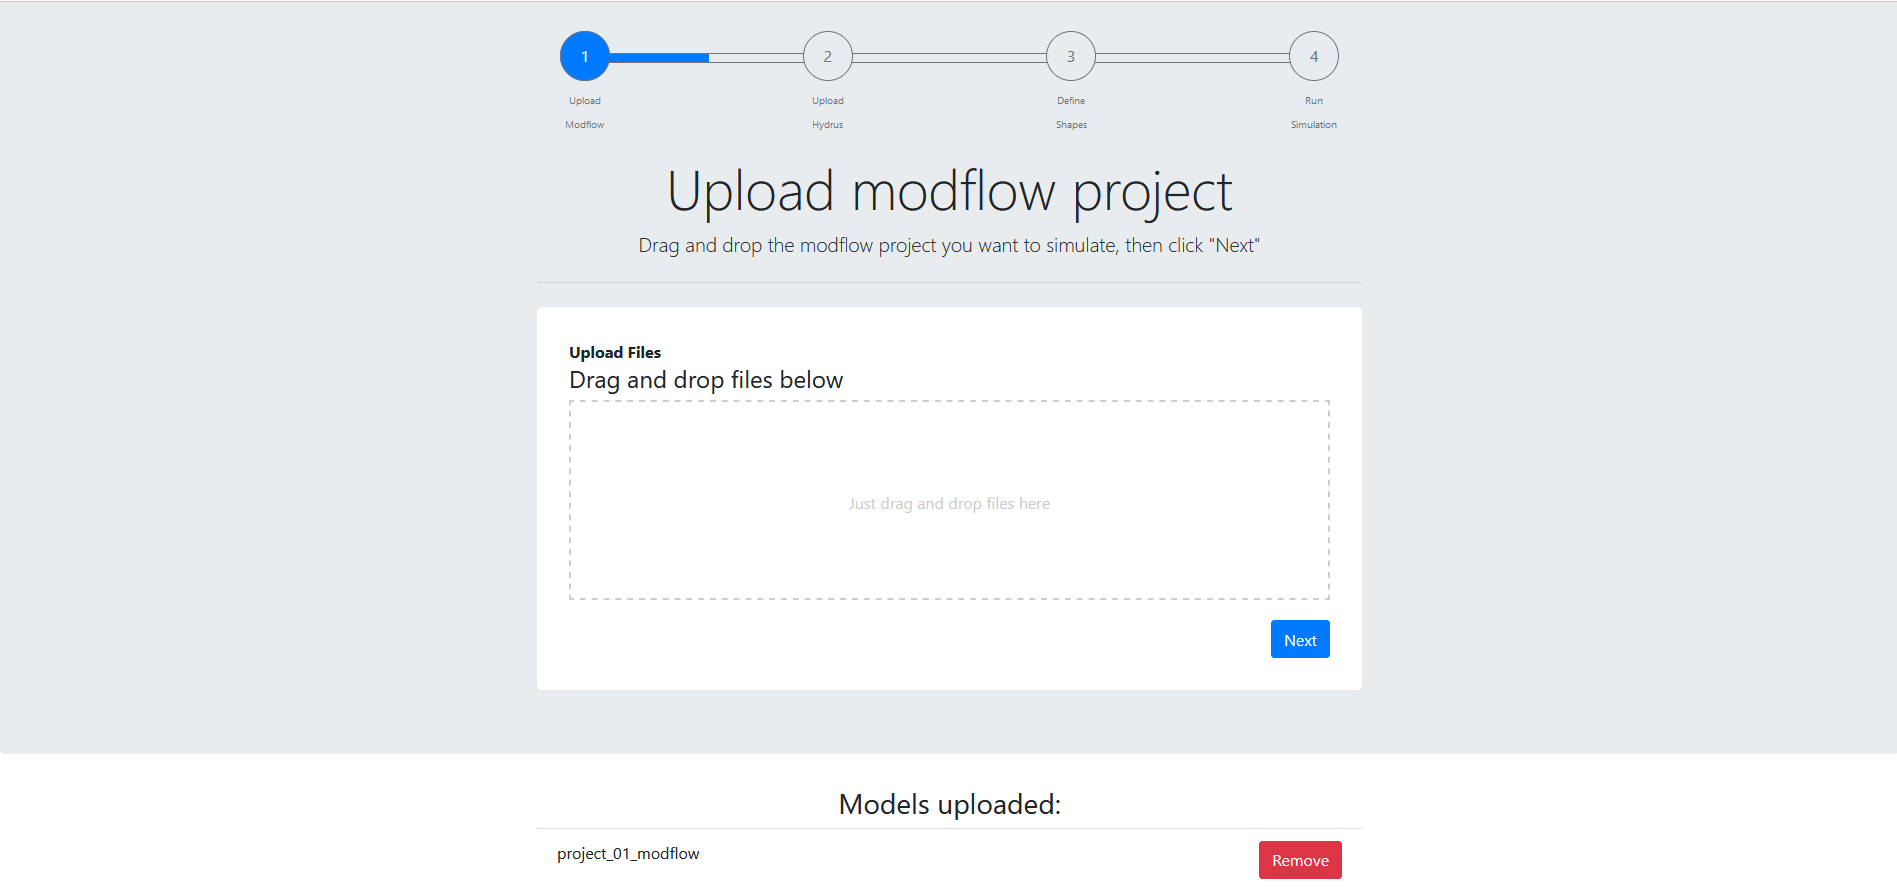 1
2
3
4
Upload
Modflow
Upload
Hydrus
Define
Shapes
Run
Simulation
Upload modflow project
Drag and drop the modflow project you want to simulate, then click "Next"
Upload Files
Drag and drop files below
Just drag and drop files here
Next
Models uploaded:
project_01_modflow
Remove